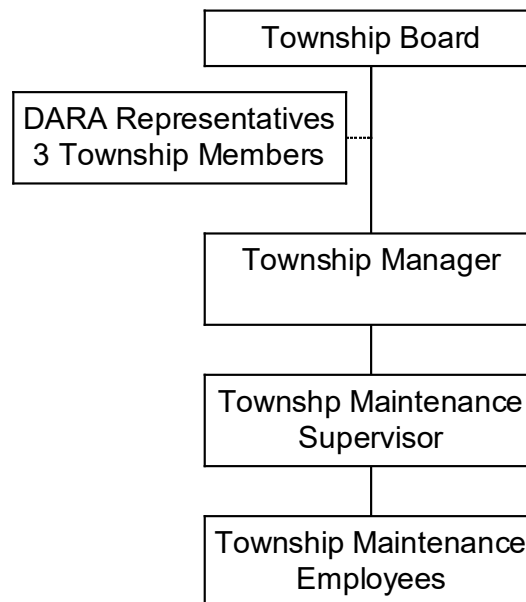 Township Board
DARA Representatives
3 Township Members
Township Manager
Townshp Maintenance
Supervisor
Township Maintenance
Employees